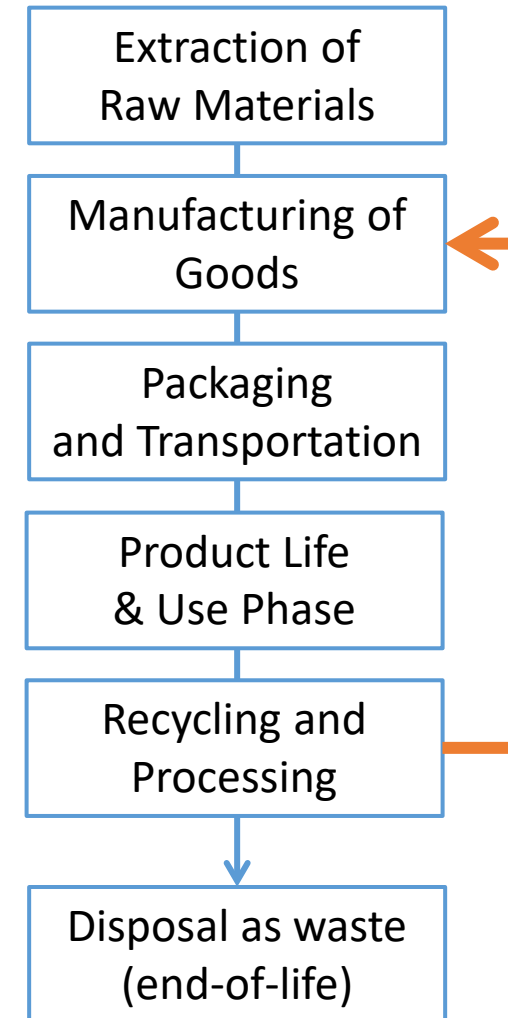 Extraction of
Raw Materials
Manufacturing of
Goods
Packaging
and Transportation
Product Life
& Use Phase
Recycling and
Processing
Disposal as waste
(end-of-life)